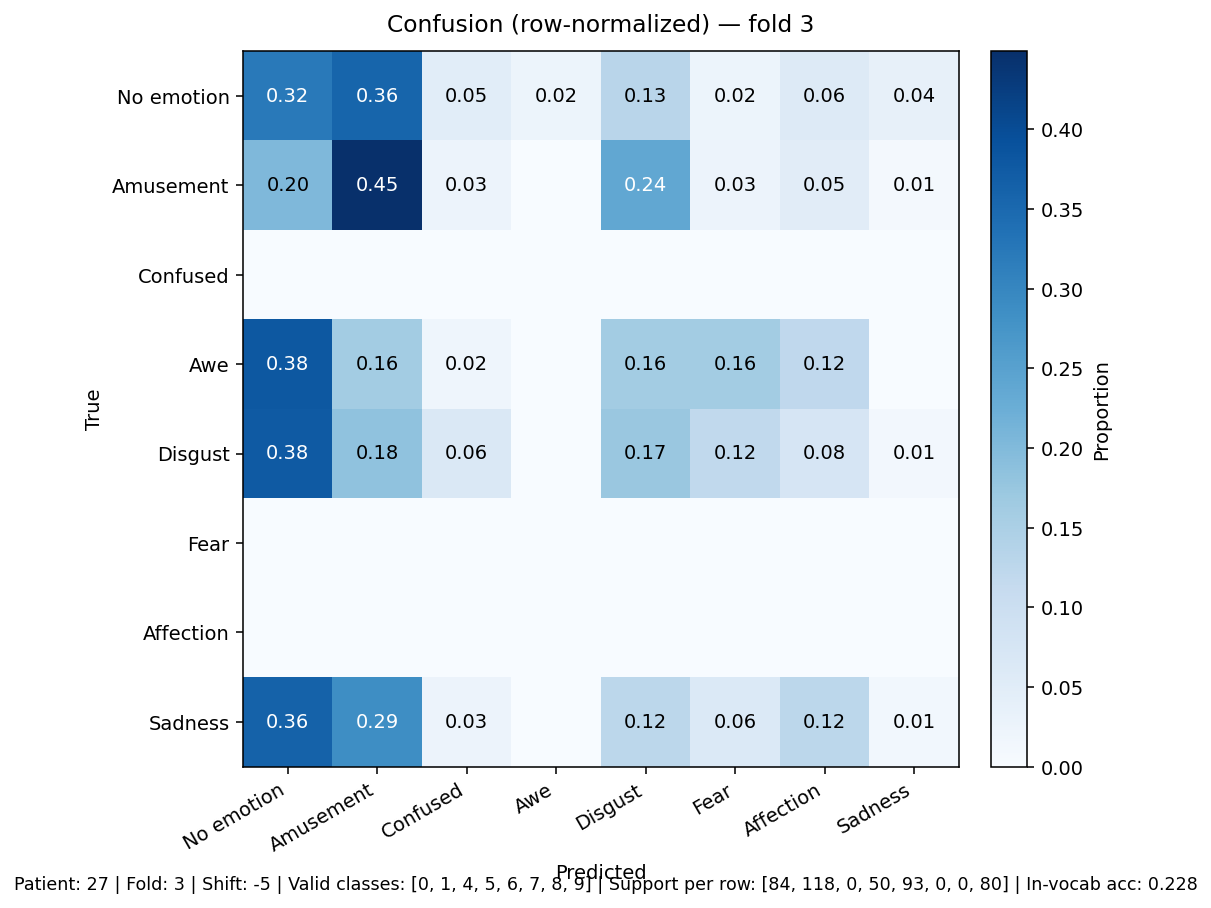 Confusion (row-normalized) — fold 3
No emotion 0.32 0.36 0.05 0.02 0.13 0.02 0.06 0.04
Amusement 0.20 0.45 0.03 0.24 0.03 0.05 0.01
Confused
Awe 0.38 0.16 0.02 0.16 0.16 0.12
Disgust 0.38 0.18 0.06 0.17 0.12 0.08 0.01
Fear
Affection
Sadness 0.36 0.29 0.03 0.12 0.06 0.12 0.01
True
No emotion Amusement Confused Awe Disgust Fear Affection Sadness
Predicted
0.40
0.35
0.30
0.25
0.20
0.15
0.10
0.05
0.00
Proportion
Patient: 27 | Fold: 3 | Shift: -5 | Valid classes: [0, 1, 4, 5, 6, 7, 8, 9] | Support per row: [84, 118, 0, 50, 93, 0, 0, 80] | In-vocab acc: 0.228